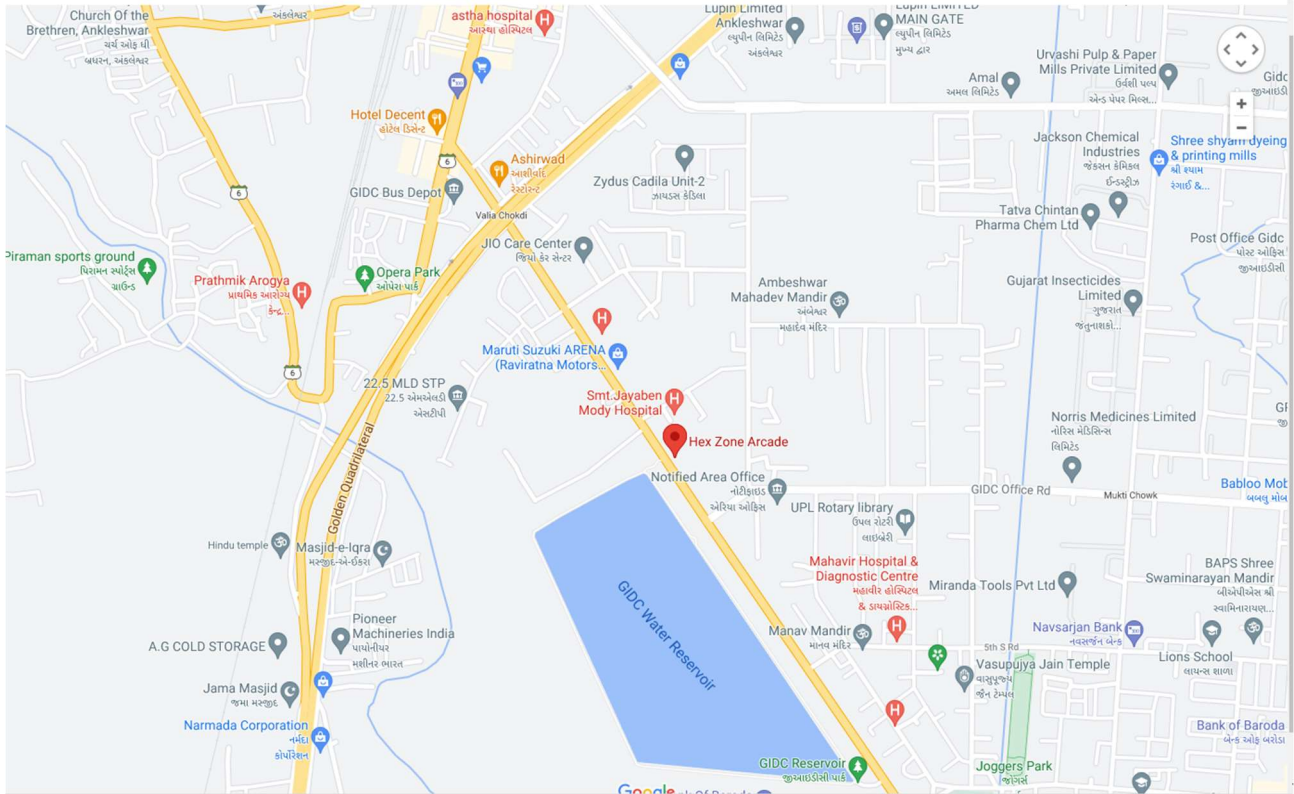 Church Of the
Brethren, Ankleshwar
ચર્ચ ઓફ ધી
બ્રધરન, અંકલેશ્વર
અંકલેશ્વર
astha hospital
આસ્થા હોસ્પિટલ
Lupin Limited
Ankleshwar
લ્યુપીન લિમિટેડ
અંકલેશ્વર
Lupin LIMITED
MAIN GATE
લ્યુપીન લિમિટેડ
મુખ્ય દ્વાર
Amal
અમલ લિમિટેડ
Urvashi Pulp & Paper
Mills Private Limited
ઉર્વશી પલ્પ
એન્ડ પેપર મિલ્સ...
Hotel Decent
હોટેલ ડિસેન્ટ
6
Ashirwad
આશીર્વાદ
રેસ્ટોરન્ટ
GIDC Bus Depot
Valia Chokdi
Zydus Cadila Unit-2
ઝાયડસ કેડિલા
Jackson Chemical
Industries
જેક્સન કેમિકલ
ઈન્ડસ્ટ્રીઝ
Shree shyam dyeing
& printing mills
શ્રી શ્યામ
રંગાઈ &...
Tatva Chintan
Pharma Chem Ltd
6
JIO Care Center
જિયો કેર સેન્ટર
Post Office Gidc
પોસ્ટ ઓફિસ
જીઆઇડીસી
Piraman sports ground
પિરામન સ્પોર્ટ્સ
ગ્રાઉન્ડ
Prathmik Arogya
પ્રાથમિક આરોગ્ય
કેન્દ્ર...
Opera Park
ઓપેરા પાર્ક
Ambeshwar
Mahadev Mandir
અંબેશ્વર
મહાદેવ મંદિર
Gujarat Insecticides
Limited
ગુજરાત
જંતુનાશકો...
6
Maruti Suzuki ARENA
(Raviratna Motors...
22.5 MLD STP
22.5 એમએલડી
એસટીપી
Smt.Jayaben
Mody Hospital
Hex Zone Arcade
Norris Medicines Limited
નોરિસ મેડિસિન્સ
લિમિટેડ
Golden Quadrilateral
Notified Area Office
નોટીફાઇડ
એરિયા ઓફિસ
GIDC Office Rd
Mukti Chowk
UPL Rotary library
ઉપલ રોટરી
લાઇબ્રેરી
Hindu temple
Masjid-e-Iqra
મસ્જીદ-એ-ઈકરા
GIDC Water Reservoir
Mahavir Hospital &
Diagnostic Centre
મહાવીર હોસ્પિટલ
& ડાયગ્નોસ્ટિક...
Miranda Tools Pvt Ltd
BAPS Shree
Swaminarayan Mandir
બીએપીએસ શ્રી
સ્વામિનારાયણ...
Pioneer
Machineries India
પાયોનીયર
મશીનર ભારત
A.G COLD STORAGE
Manav Mandir
માનવ મંદિર
Navsarjan Bank
નવસર્જન બેન્ક
5th S Rd
Vasupujya Jain Temple
વાસુપૂજ્ય
જૈન ટેમ્પલ
Lions School
લાયન્સ શાળા
Jama Masjid
જમા મસ્જીદ
Narmada Corporation
નર્મદા
કોર્પોરેશન
Bank of Baroda
બેન્ક ઓફ બરોડા
GIDC Reservoir
જીઆઇડીસી પાર્ક
Joggers Park
જોગર્સ
Google